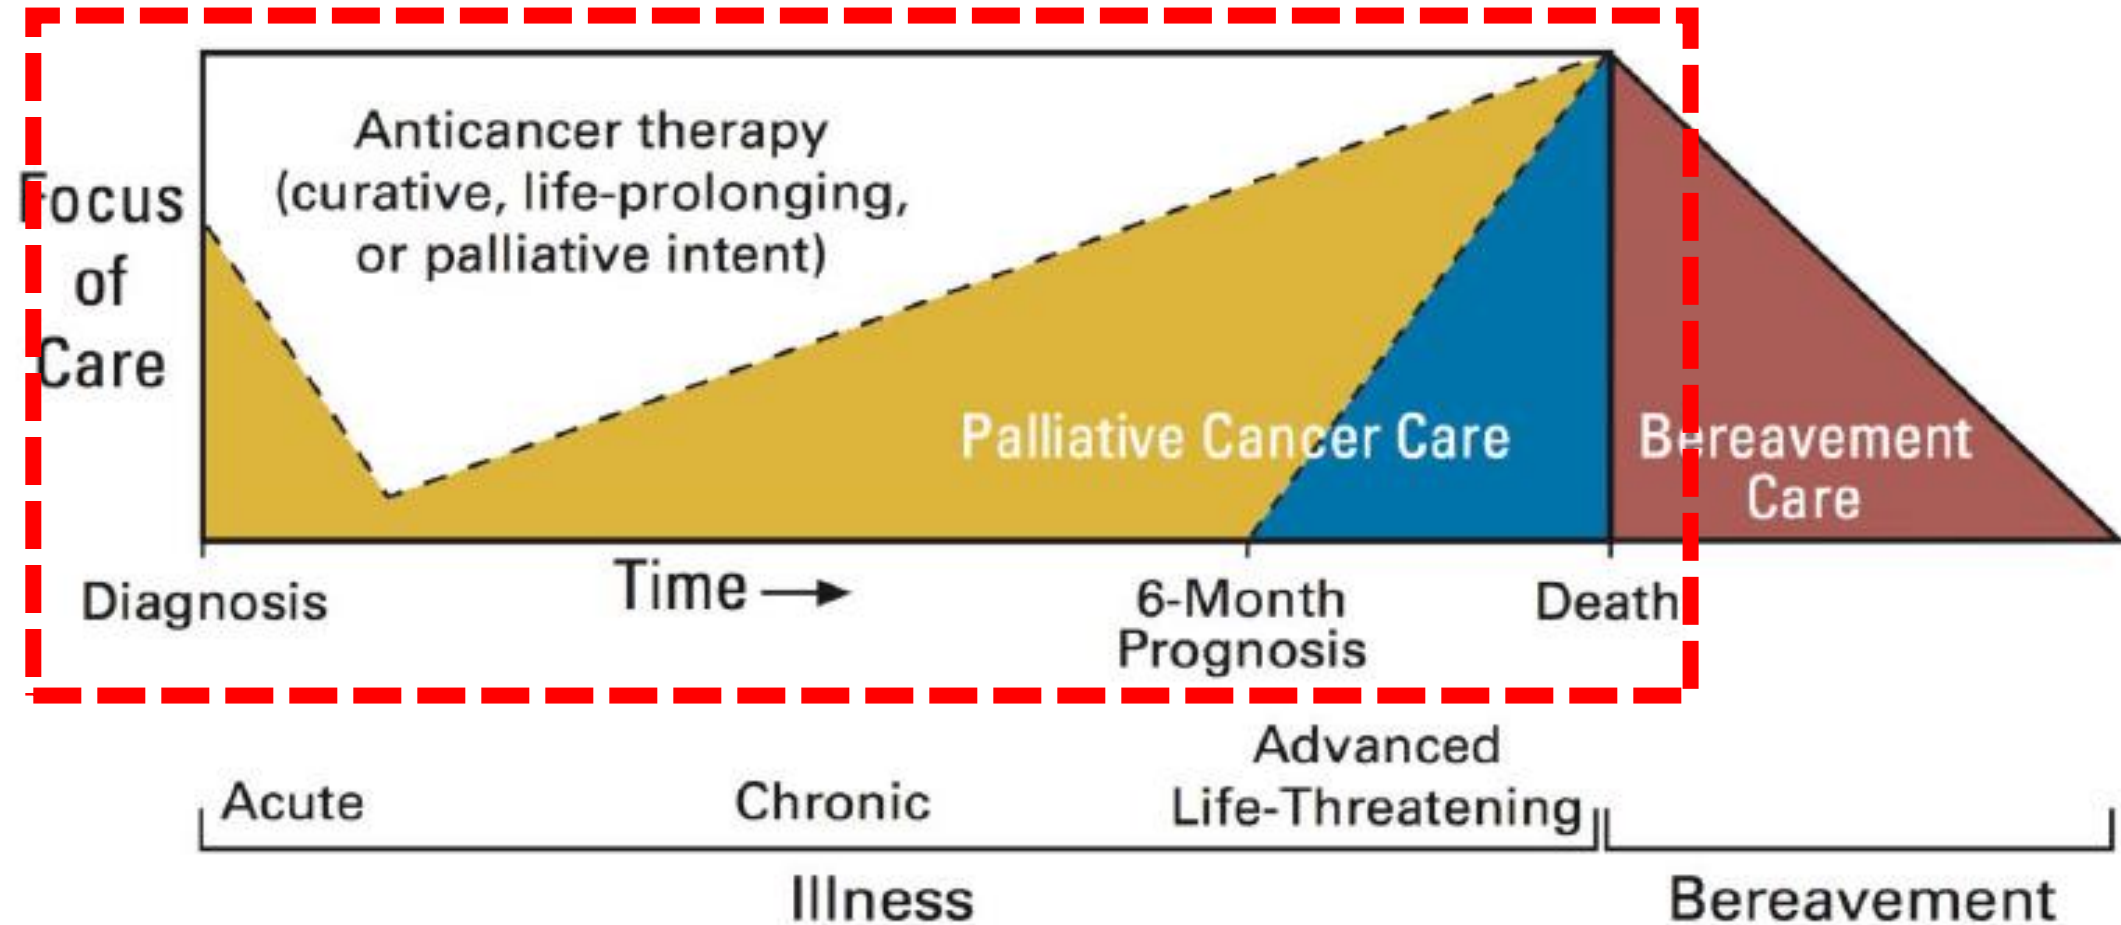 Anticancer therapy
(curative, life-prolonging,
or palliative intent)
Focus
of
Care
Palliative Cancer Care
Bereavement
Care
Diagnosis
Time
6-Month
Prognosis
Death
Acute
Chronic
Advanced
Life-Threatening
Illness
Bereavement